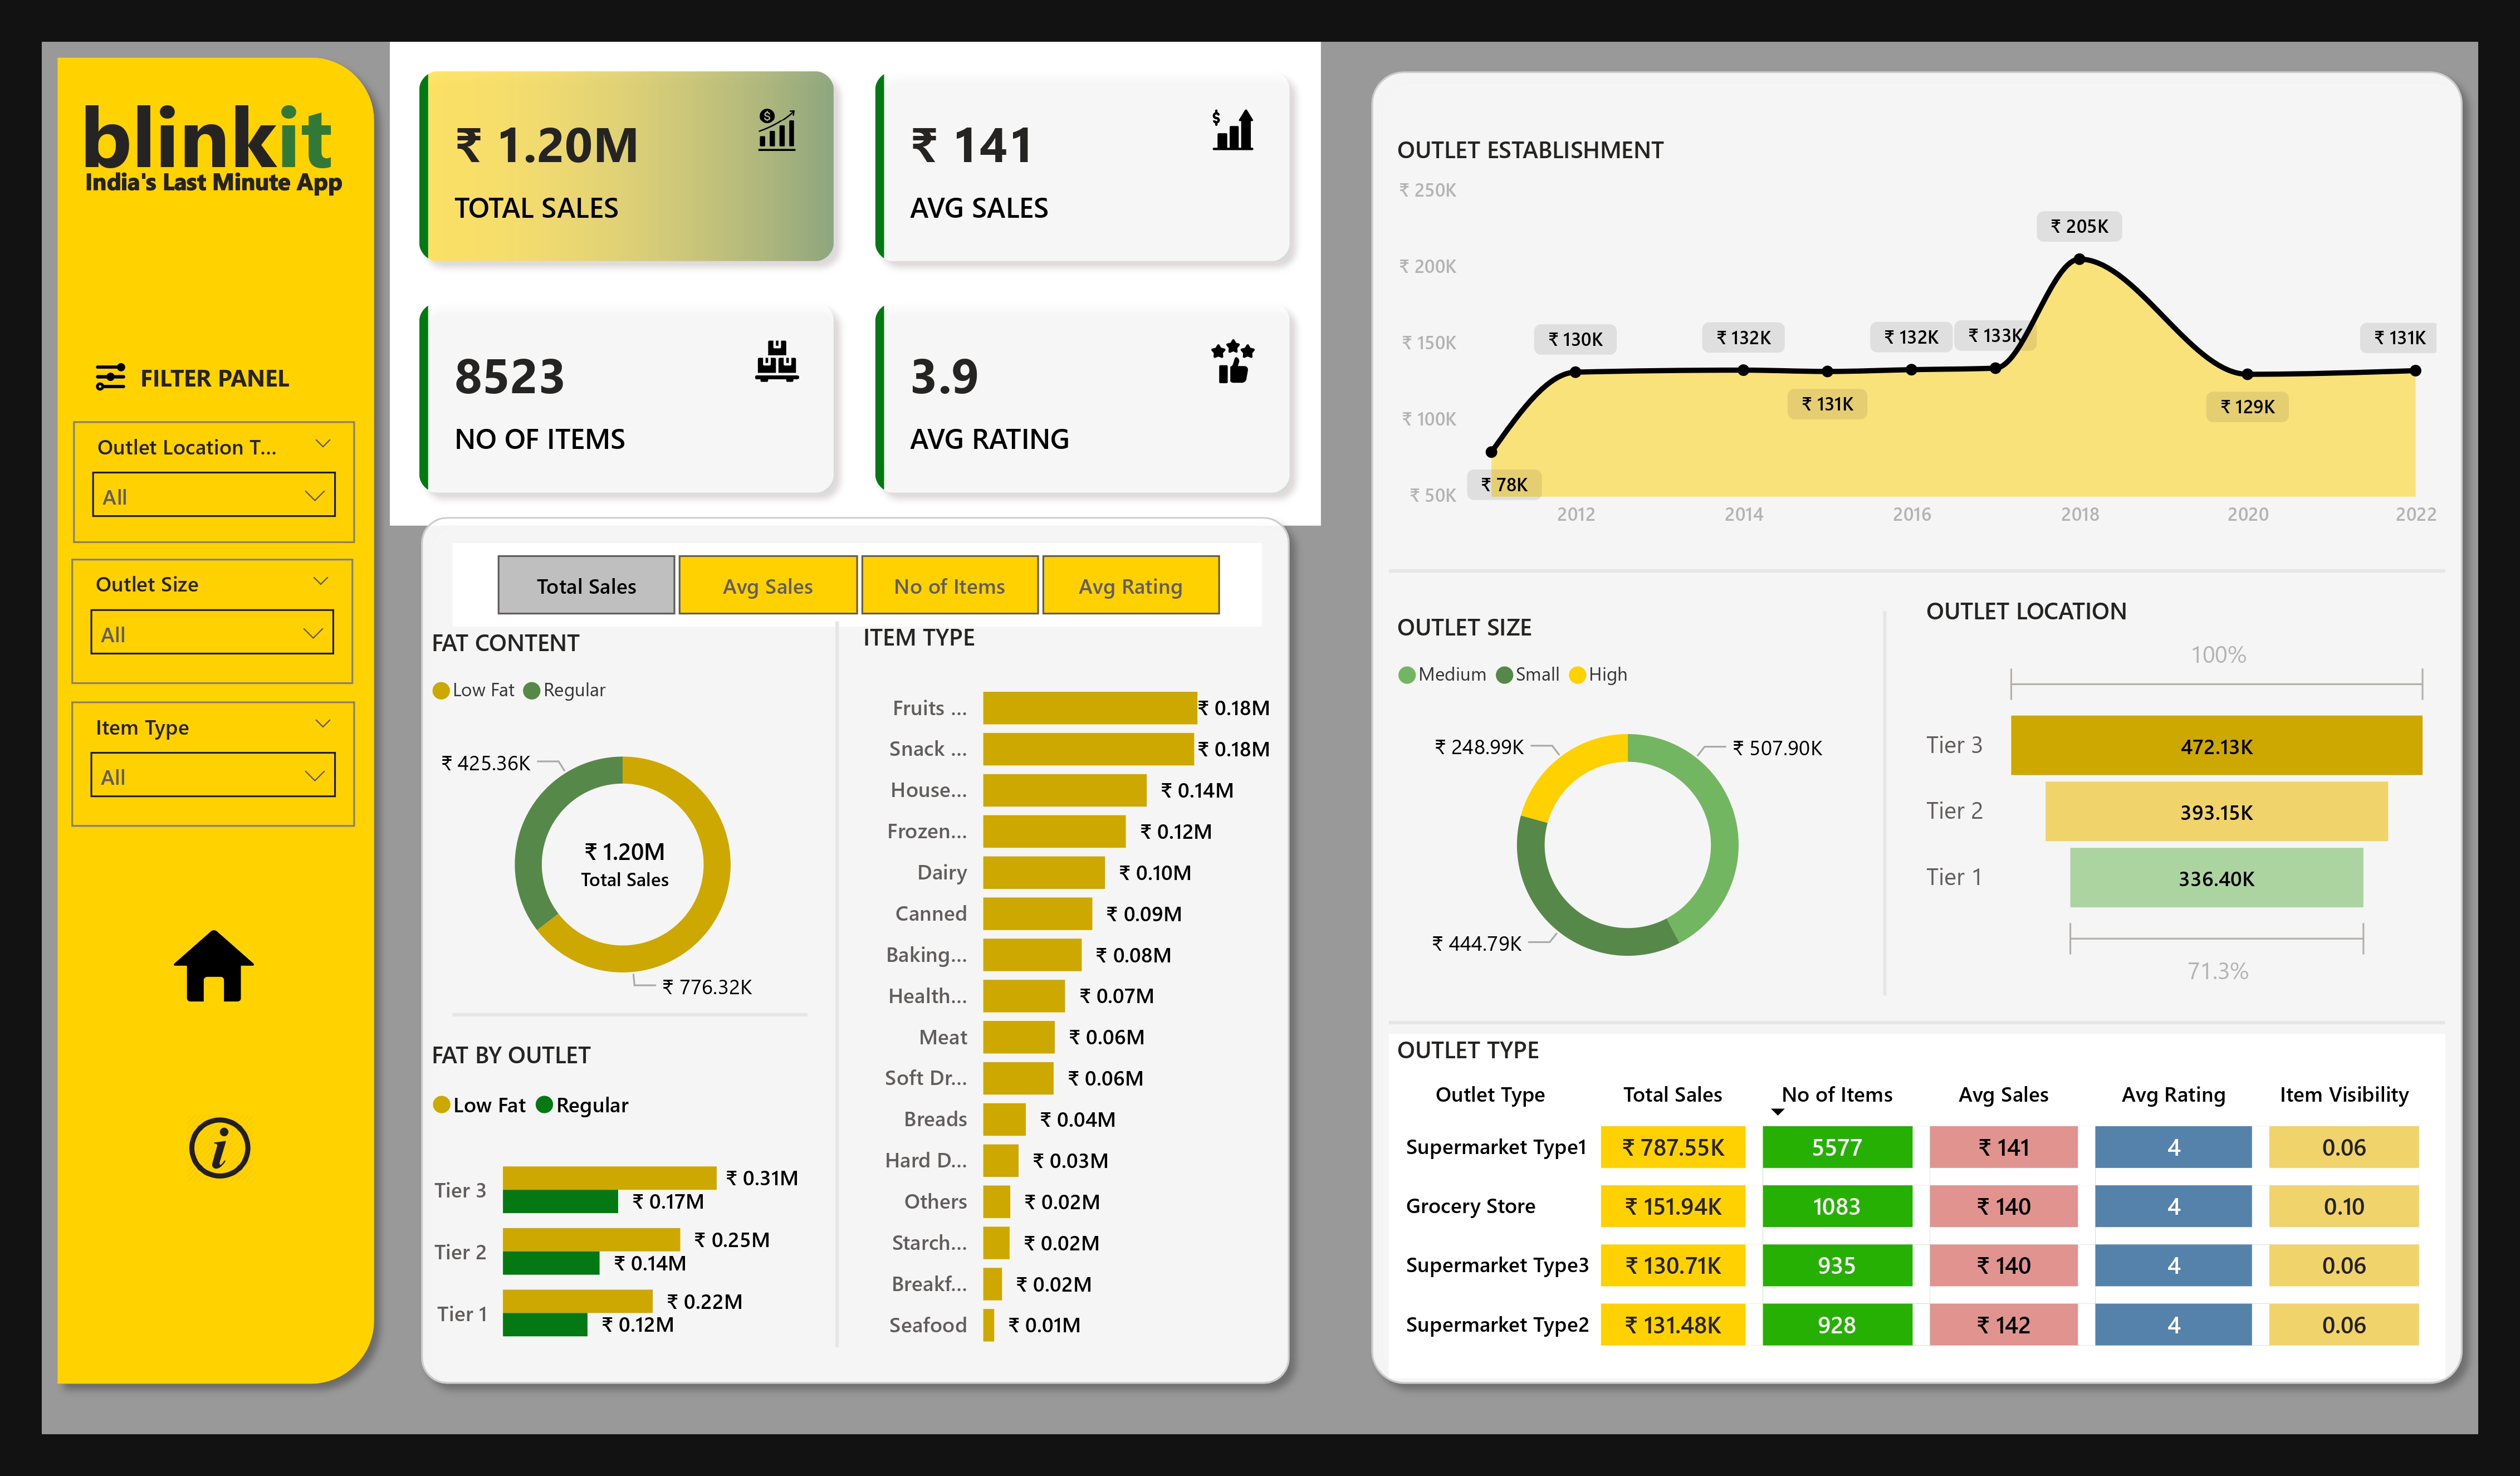 blinkit
India's Last Minute App
FILTER PANEL
Outlet Location T...
All
Outlet Size
All
Item Type
All
₹ 1.20M
TOTAL SALES
₹ 141
AVG SALES
8523
NO OF ITEMS
3.9
AVG RATING
Total Sales Avg Sales No of Items Avg Rating
FAT CONTENT
Low Fat Regular
₹ 425.36K
₹ 1.20M
Total Sales
₹ 776.32K
FAT BY OUTLET
Low Fat Regular
Tier 3 ₹ 0.31M
₹ 0.17M
Tier 2 ₹ 0.25M
₹ 0.14M
Tier 1 ₹ 0.22M
₹ 0.12M
ITEM TYPE
Fruits ... ₹ 0.18M
Snack ... ₹ 0.18M
House... ₹ 0.14M
Frozen... ₹ 0.12M
Dairy ₹ 0.10M
Canned ₹ 0.09M
Baking... ₹ 0.08M
Health... ₹ 0.07M
Meat ₹ 0.06M
Soft Dr... ₹ 0.06M
Breads ₹ 0.04M
Hard D... ₹ 0.03M
Others ₹ 0.02M
Starch... ₹ 0.02M
Breakf... ₹ 0.02M
Seafood ₹ 0.01M
OUTLET ESTABLISHMENT
₹ 250K
₹ 200K
₹ 150K
₹ 100K
₹ 50K
₹ 78K
₹ 130K
₹ 132K
₹ 131K
₹ 132K
₹ 133K
₹ 205K
₹ 129K
₹ 131K
2012 2014 2016 2018 2020 2022
OUTLET SIZE
Medium Small High
₹ 248.99K
₹ 507.90K
₹ 444.79K
OUTLET LOCATION
100%
Tier 3 472.13K
Tier 2 393.15K
Tier 1 336.40K
71.3%
OUTLET TYPE
Outlet Type Total Sales No of Items Avg Sales Avg Rating Item Visibility
Supermarket Type1 ₹ 787.55K 5577 ₹ 141 4 0.06
Grocery Store ₹ 151.94K 1083 ₹ 140 4 0.10
Supermarket Type3 ₹ 130.71K 935 ₹ 140 4 0.06
Supermarket Type2 ₹ 131.48K 928 ₹ 142 4 0.06